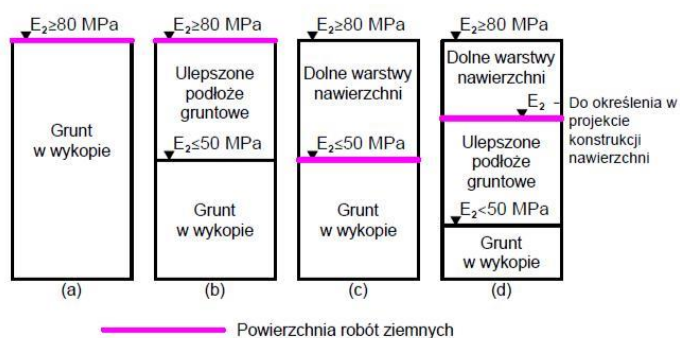 E₂≥80 MPa
Grunt
w wykopie
(a)
E₂≥80 MPa
Ulepszone
podłoże
gruntowe
E₂≤50 MPa
Grunt
w wykopie
(b)
E₂≥80 MPa
Dolne warstwy
nawierzchni
E₂≤50 MPa
Grunt
w wykopie
(c)
E₂≥80 MPa
Dolne warstwy
nawierzchni
E₂ - Do określenia w
projekcie
konstrukcji
nawierzchni
Ulepszone
podłoże
gruntowe
E₂<50 MPa
Grunt
w wykopie
(d)
Powierzchnia robót ziemnych